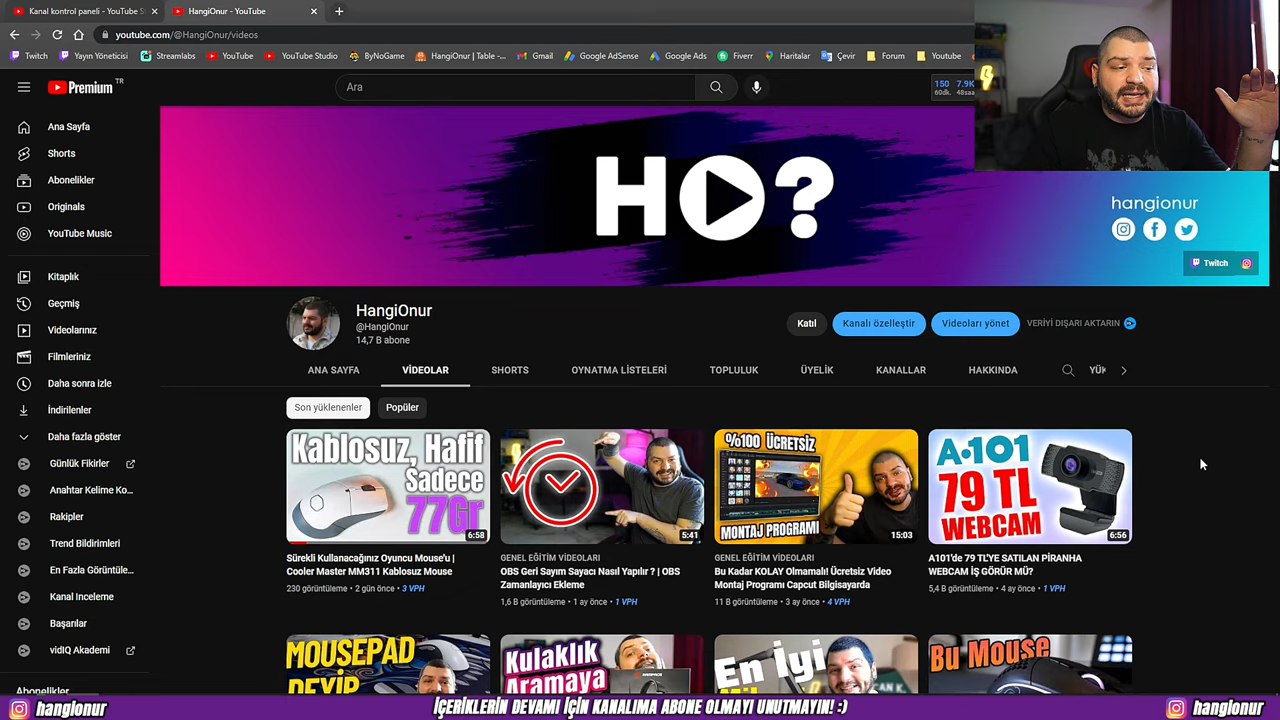 Kanal kontrol paneli - YouTube S
HangiOnur - YouTube
youtube.com/@HangiOnur/videos
Twitch
Yayın Yöneticisi
Streamlabs
YouTube
YouTube Studio
ByNoGame
HangiOnur | Table -...
Gmail
Google AdSense
Google Ads
Fiverr
Haritalar
Çevir
Forum
Youtube
Premium TR
Ara
150 7.9K
60dk. 48saa
Ana Sayfa
Shorts
Abonelikler
Originals
YouTube Music
Kitaplık
Geçmiş
Videolarınız
Filmleriniz
Daha sonra izle
İndirilenler
Daha fazla göster
Günlük Fikirler
Anahtar Kelime Ko...
Rakipler
Trend Bildirimleri
En Fazla Görüntüle...
Kanal Inceleme
Başarılar
vidIQ Akademi
Abonelikler
HO?
hangionur
Twitch
HangiOnur
@HangiOnur
14,7 B abone
Katıl
Kanalı özelleştir
Videoları yönet
VERİYİ DIŞARI AKTARIN
ANA SAYFA
VİDEOLAR
SHORTS
OYNATMA LİSTELERİ
TOPLULUK
ÜYELİK
KANALLAR
HAKKINDA
YÜK
Son yüklenenler
Popüler
Kablosuz, Hafif
Sadece
77Gr
6:58
Sürekli Kullanacağınız Oyuncu Mouse'u |
Cooler Master MM311 Kablosuz Mouse
230 görüntüleme • 2 gün önce • 3 VPH
5:41
GENEL EĞİTİM VİDEOLARI
OBS Geri Sayım Sayacı Nasıl Yapılır ? | OBS
Zamanlayıcı Ekleme
1,6 B görüntüleme • 1 ay önce • 1 VPH
%100 ÜCRETSİZ
MONTAJ PROGRAMI
15:03
GENEL EĞİTİM VİDEOLARI
Bu Kadar KOLAY Olmamalı! Ücretsiz Video
Montaj Programı Capcut Bilgisayarda
11 B görüntüleme • 3 ay önce • 4 VPH
A101
79 TL
WEBCAM
6:56
A101'de 79 TL'YE SATILAN PİRANHA
WEBCAM İŞ GÖRÜR MÜ?
5,4 B görüntüleme • 4 ay önce • 1 VPH
MOUSEPAD
DEYİP
Kulaklık
Aramaya
En İyi
Bu Mouse
hangionur
İÇERİKLERİN DEVAMI İÇİN KANALIMA ABONE OLMAYI UNUTMAYIN! :)
hangionur